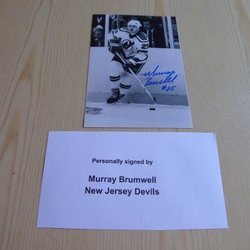 Murray
Brumwell
#25
Personally signed by
Murray Brumwell
New Jersey Devils